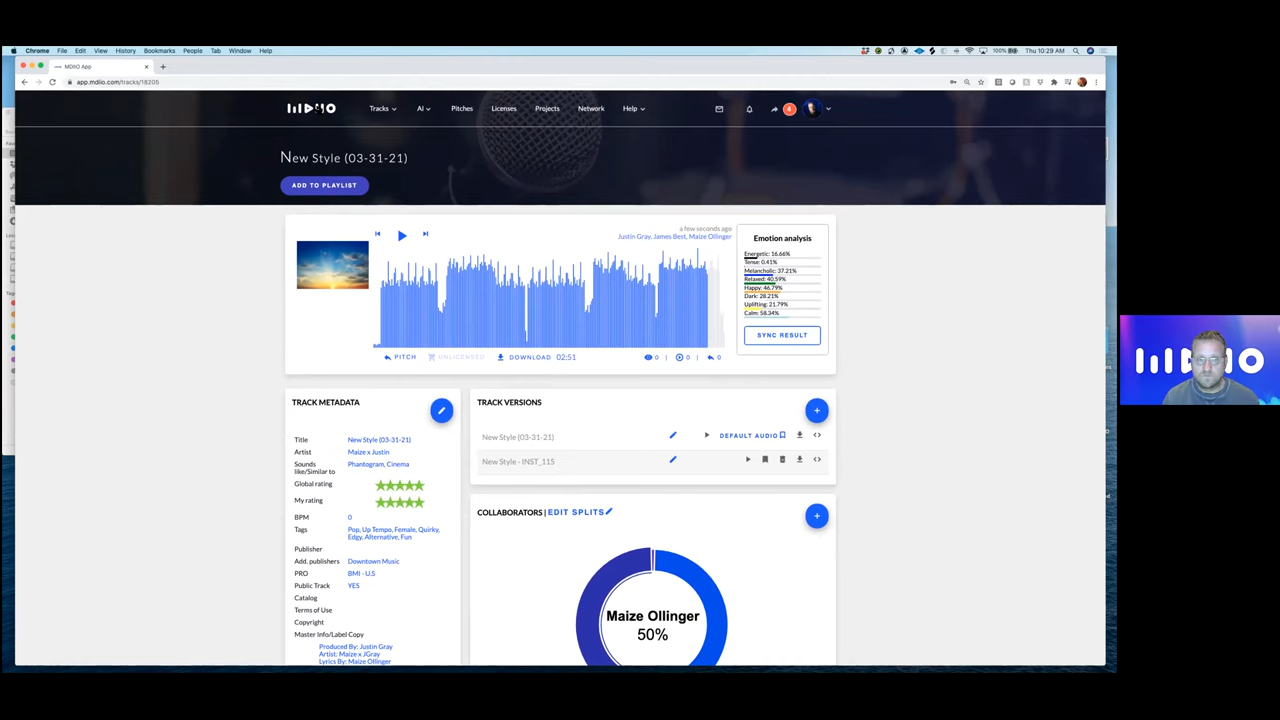 Chrome File Edit View History Bookmarks People Tab Window Help 100% Thu 10:29 AM
MDIIO App
app.mdiio.com/tracks/18205
Tracks AI Pitches Licenses Projects Network Help 4
New Style (03-31-21)
ADD TO PLAYLIST
a few seconds ago
Justin Gray, James Best, Maize Ollinger
PITCH UNLICENSED DOWNLOAD 02:51 0 | 0 | 0
Emotion analysis
Energetic: 16.66%
Tense: 0.41%
Melancholic: 37.21%
Relaxed: 40.59%
Happy: 46.79%
Dark: 28.21%
Uplifting: 21.79%
Calm: 58.34%
SYNC RESULT
TRACK METADATA
Title New Style (03-31-21)
Artist Maize x Justin
Sounds like/Similar to Phantogram, Cinema
Global rating
My rating
BPM 0
Tags Pop, Up Tempo, Female, Quirky,
Edgy, Alternative, Fun
Publisher
Add. publishers Downtown Music
PRO BMI - U.S
Public Track YES
Catalog
Terms of Use
Copyright
Master Info/Label Copy
Produced By: Justin Gray
Artist: Maize x JGray
Lyrics By: Maize Ollinger
TRACK VERSIONS
New Style (03-31-21) DEFAULT AUDIO
New Style - INST_115
COLLABORATORS | EDIT SPLITS
Maize Ollinger
50%